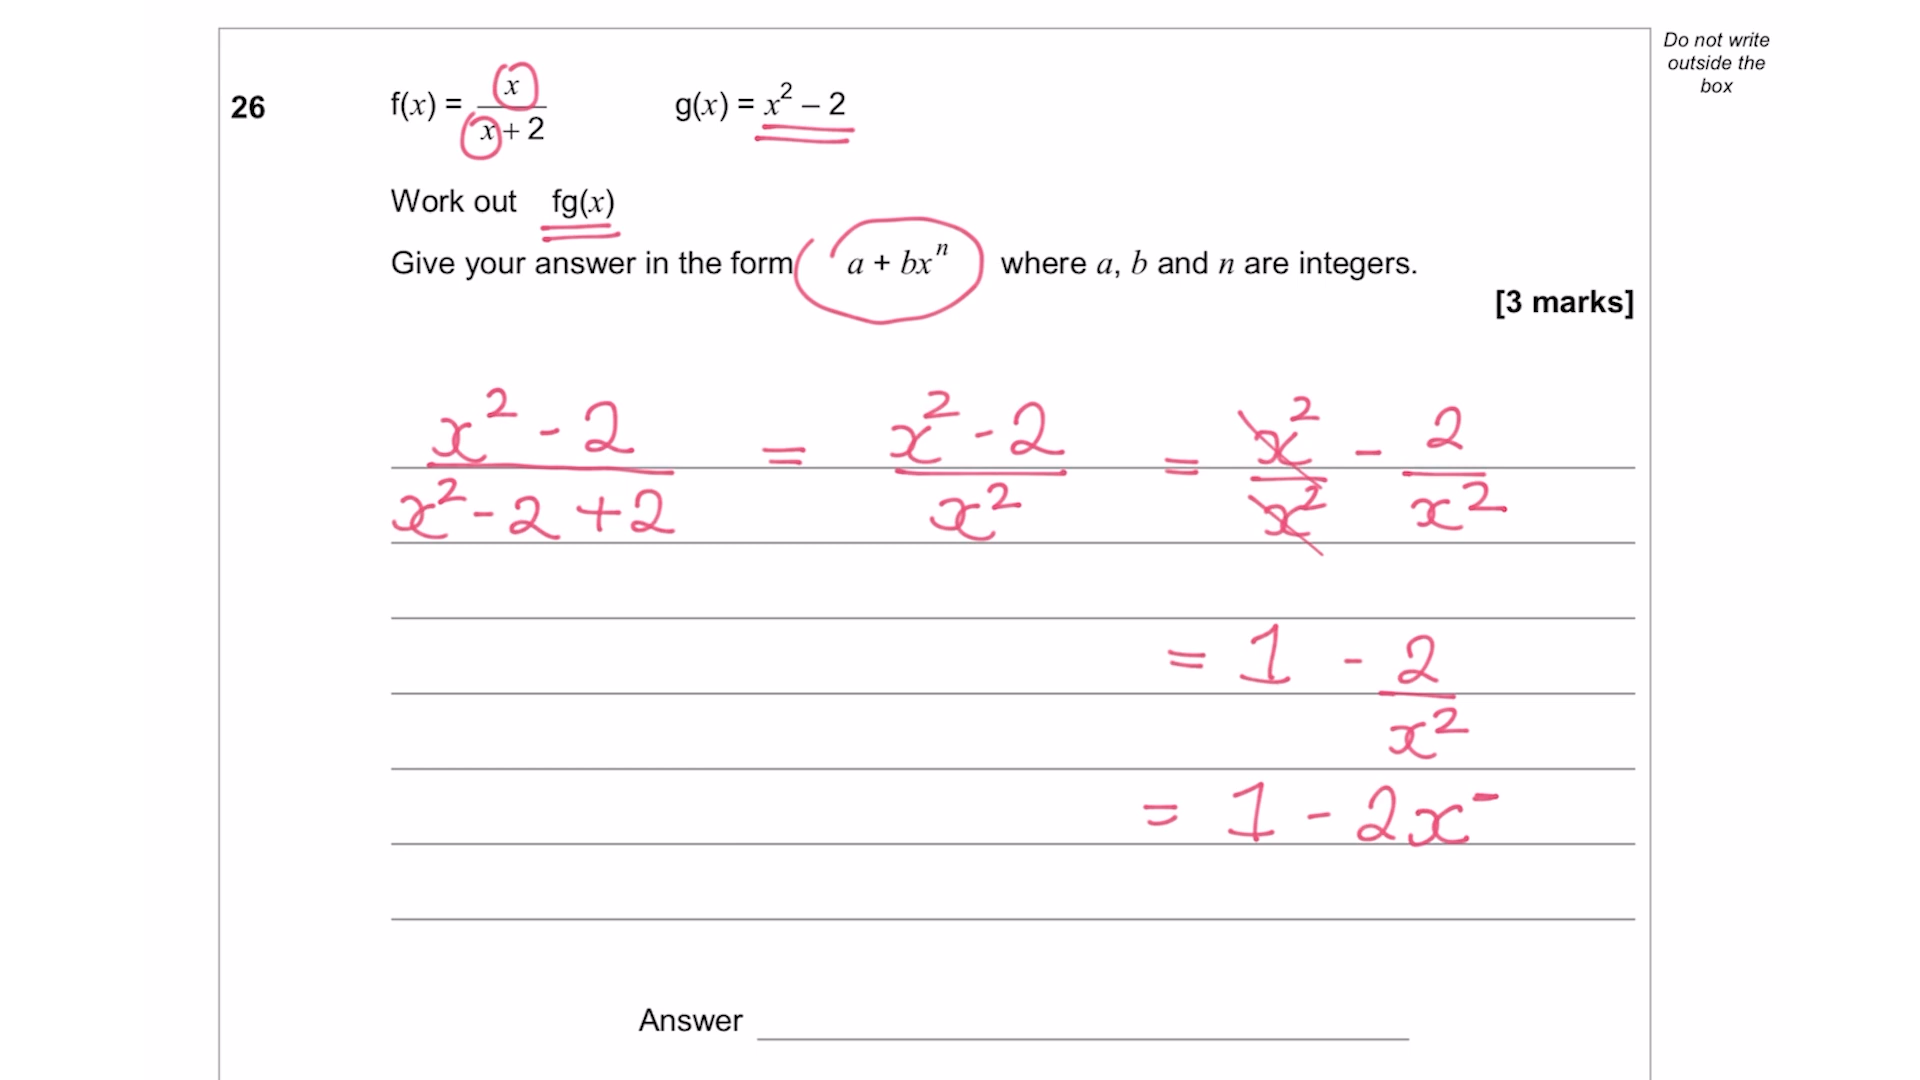 Do not write
outside the
box
26 f(x) = x/(x + 2) g(x) = x² – 2
Work out fg(x)
Give your answer in the form a + bxⁿ where a, b and n are integers.
[3 marks]
(x² - 2)/(x² - 2 + 2) = (x² - 2)/x² = x²/x² - 2/x²
= 1 - 2/x²
= 1 - 2x⁻
Answer